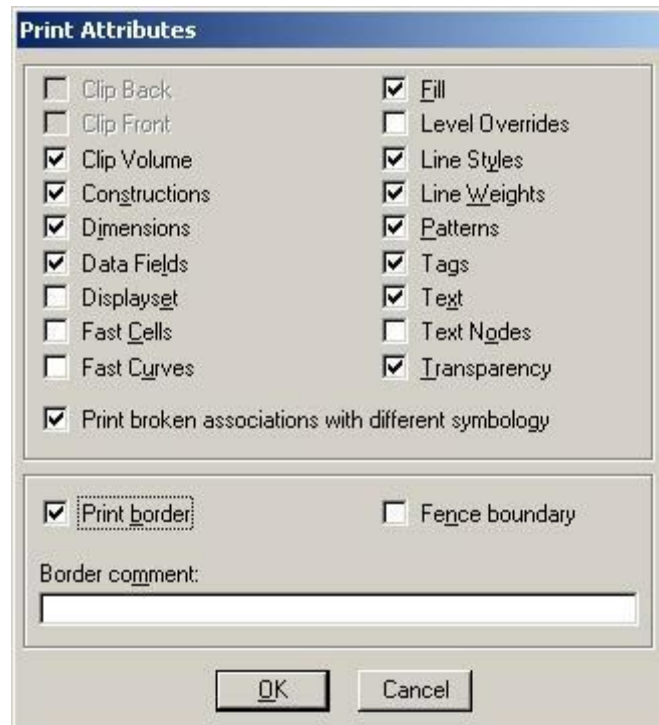 Print Attributes
Clip Back
Clip Front
Clip Volume
Constructions
Dimensions
Data Fields
Displayset
Fast Cells
Fast Curves
Fill
Level Overrides
Line Styles
Line Weights
Patterns
Tags
Text
Text Nodes
Transparency
Print broken associations with different symbology
Print border
Fence boundary
Border comment:
OK
Cancel